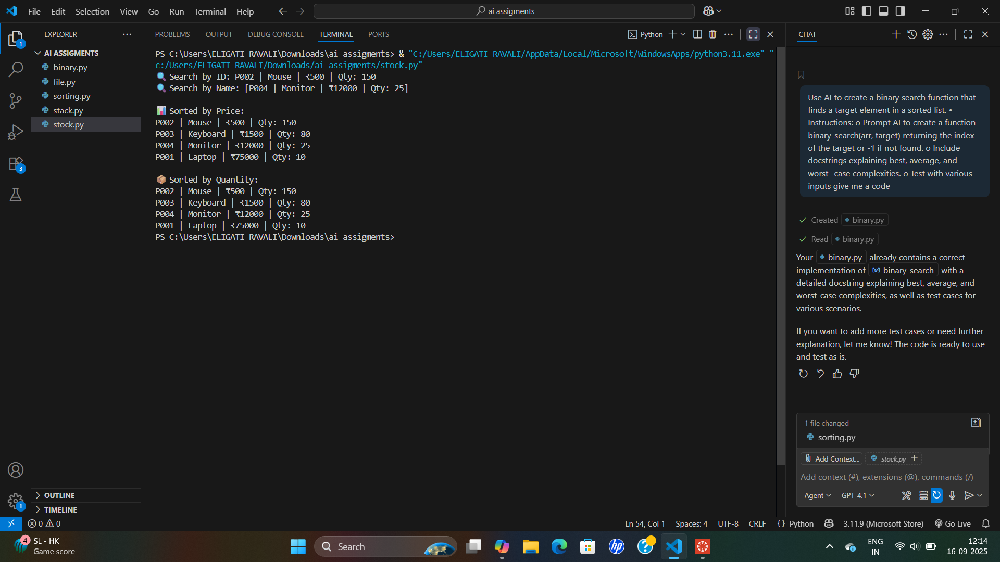 File Edit Selection View Go Run Terminal Help
ai assigments
EXPLORER
AI ASSIGMENTS
binary.py
file.py
sorting.py
stack.py
stock.py
OUTLINE
TIMELINE
1
3
1
PROBLEMS OUTPUT DEBUG CONSOLE TERMINAL PORTS
Python
PS C:\Users\ELIGATI RAVALI\Downloads\ai assigments> & "C:/Users/ELIGATI RAVALI/AppData/Local/Microsoft/WindowsApps/python3.11.exe" "
c:/Users/ELIGATI RAVALI/Downloads/ai assigments/stock.py"
🔍 Search by ID: P002 | Mouse | ₹500 | Qty: 150
🔍 Search by Name: [P004 | Monitor | ₹12000 | Qty: 25]
📊 Sorted by Price:
P002 | Mouse | ₹500 | Qty: 150
P003 | Keyboard | ₹1500 | Qty: 80
P004 | Monitor | ₹12000 | Qty: 25
P001 | Laptop | ₹75000 | Qty: 10
📦 Sorted by Quantity:
P002 | Mouse | ₹500 | Qty: 150
P003 | Keyboard | ₹1500 | Qty: 80
P004 | Monitor | ₹12000 | Qty: 25
P001 | Laptop | ₹75000 | Qty: 10
PS C:\Users\ELIGATI RAVALI\Downloads\ai assigments>
CHAT
Use AI to create a binary search function that
finds a target element in a sorted list. •
Instructions: o Prompt AI to create a function
binary_search(arr, target) returning the index
of the target or -1 if not found. o Include
docstrings explaining best, average, and
worst- case complexities. o Test with various
inputs give me a code
Created binary.py
Read binary.py
Your binary.py already contains a correct
implementation of binary_search with a
detailed docstring explaining best, average, and
worst-case complexities, as well as test cases for
various scenarios.
If you want to add more test cases or need further
explanation, let me know! The code is ready to use
and test as is.
1 file changed
sorting.py
Add Context... stock.py +
Add context (#), extensions (@), commands (/)
Agent GPT-4.1
0 0
Ln 54, Col 1 Spaces: 4 UTF-8 CRLF {} Python 3.11.9 (Microsoft Store) Go Live
4
SL - HK
Game score
Search
hp
ENG
IN
12:14
16-09-2025